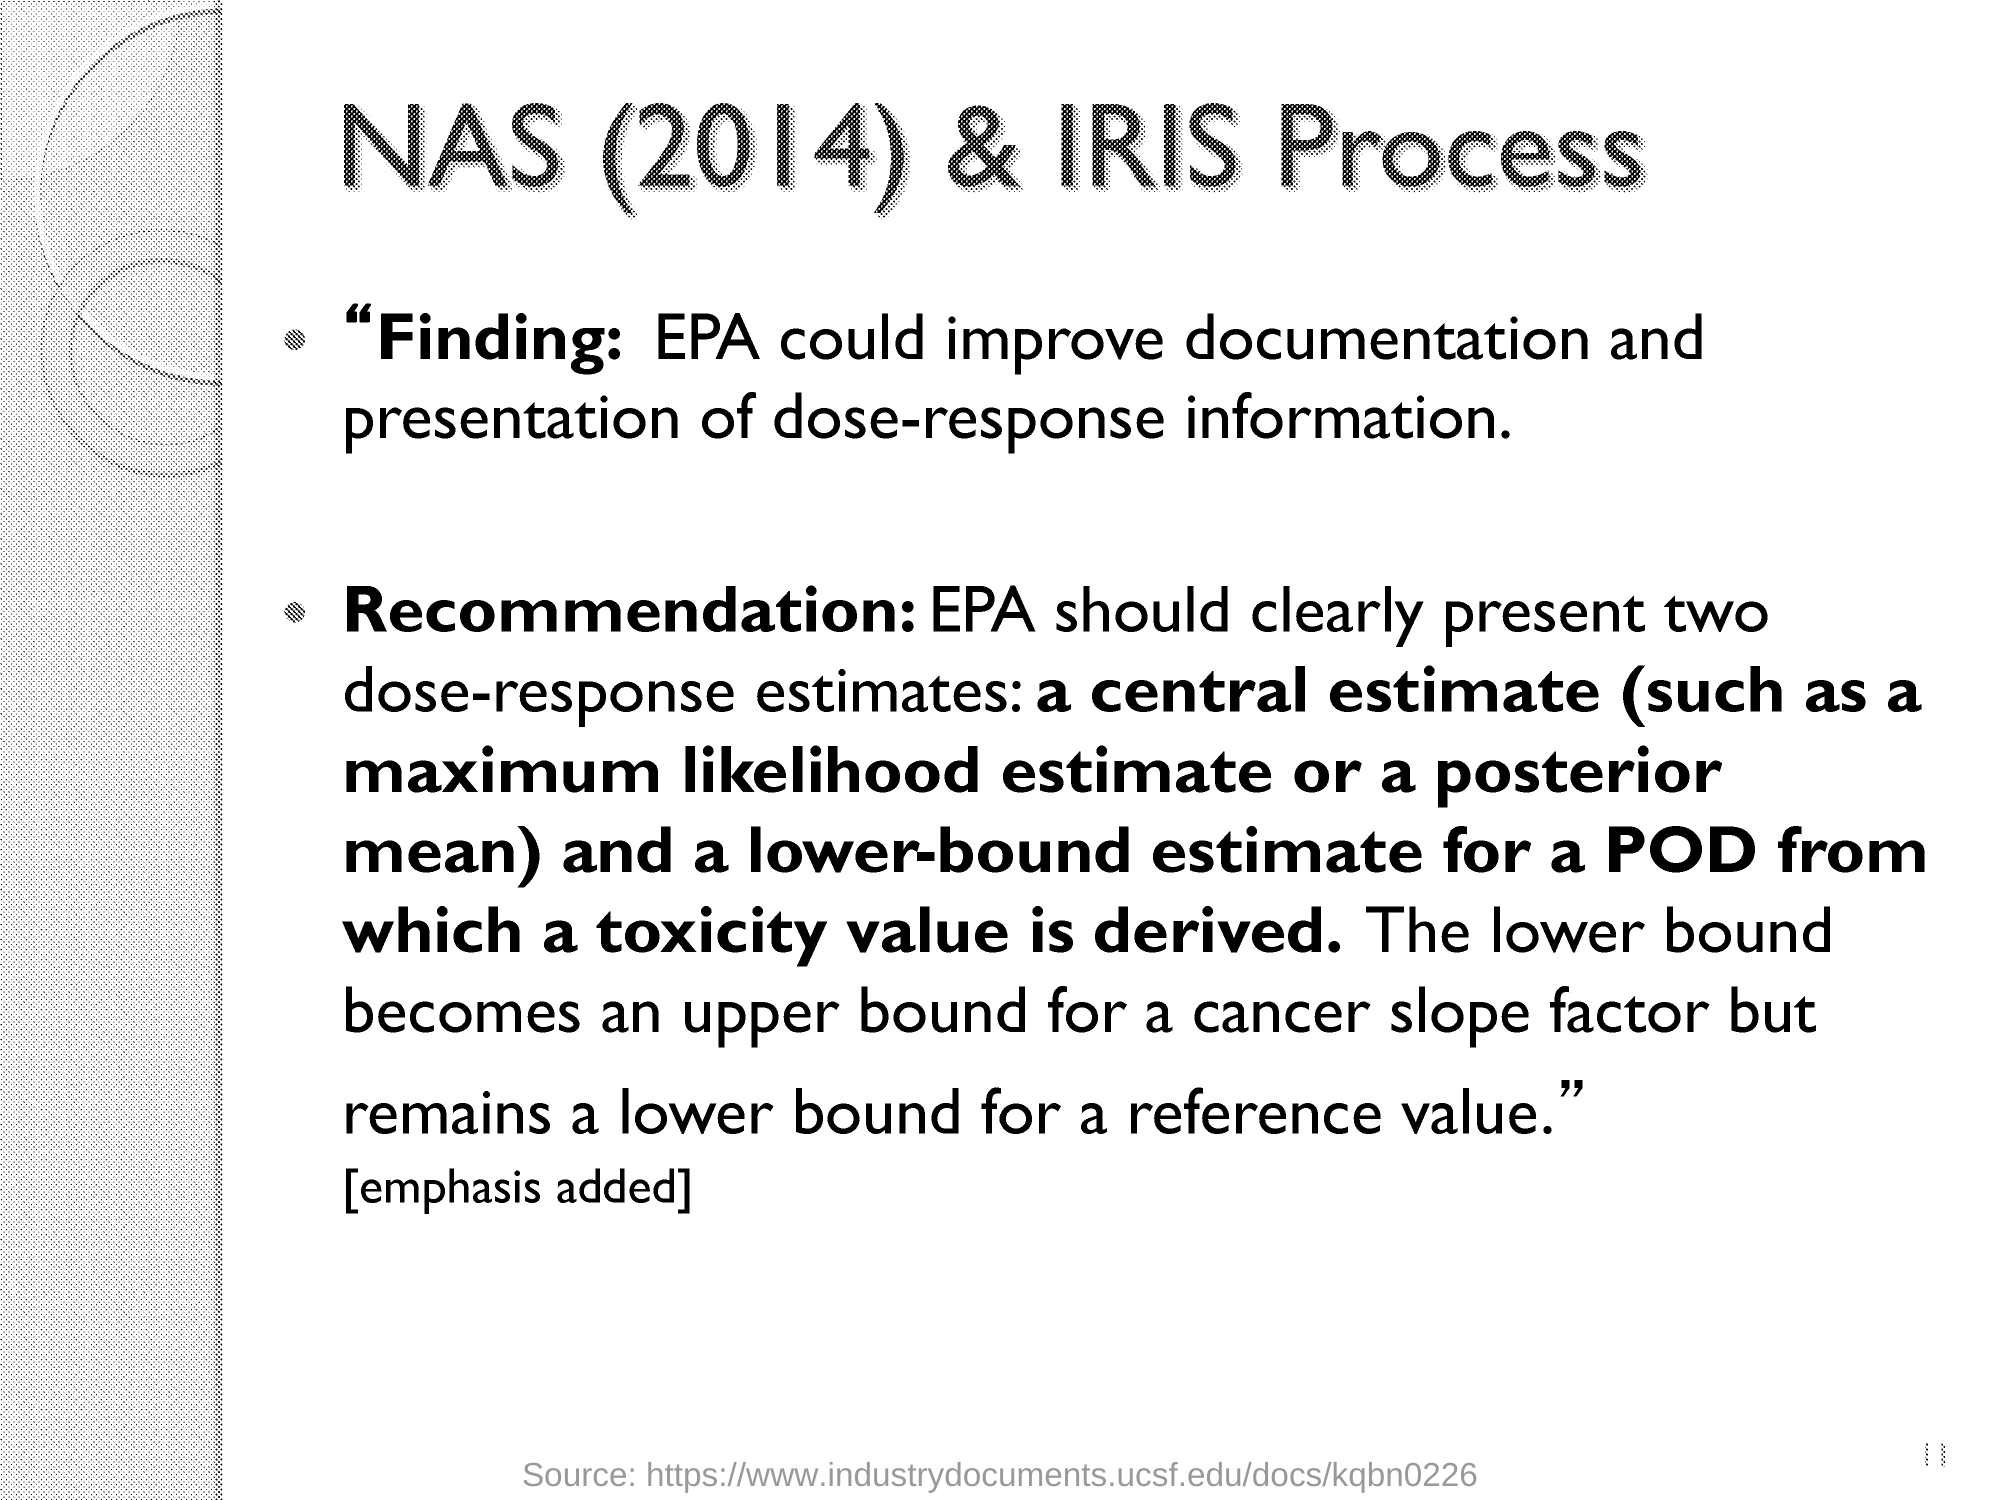 NAS (2014) & IRIS Process
• “Finding: EPA could improve documentation and
presentation of dose-response information.
• Recommendation: EPA should clearly present two
dose-response estimates: a central estimate (such as a
maximum likelihood estimate or a posterior
mean) and a lower-bound estimate for a POD from
which a toxicity value is derived. The lower bound
becomes an upper bound for a cancer slope factor but
remains a lower bound for a reference value.”
[emphasis added]
11
Source: https://www.industrydocuments.ucsf.edu/docs/kqbn0226